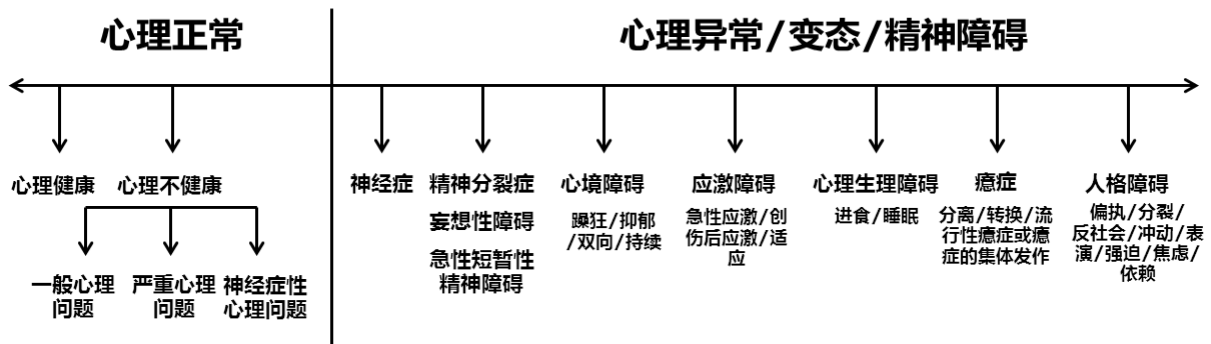 心理正常
心理异常/变态/精神障碍
心理健康
心理不健康
一般心理
问题
严重心理
问题
神经症性
心理问题
神经症
精神分裂症
妄想性障碍
急性短暂性
精神障碍
心境障碍
躁狂/抑郁
/双向/持续
应激障碍
急性应激/创
伤后应激/适
应
心理生理障碍
进食/睡眠
癔症
分离/转换/流
行性癔症或癔
症的集体发作
人格障碍
偏执/分裂/
反社会/冲动/表
演/强迫/焦虑/
依赖